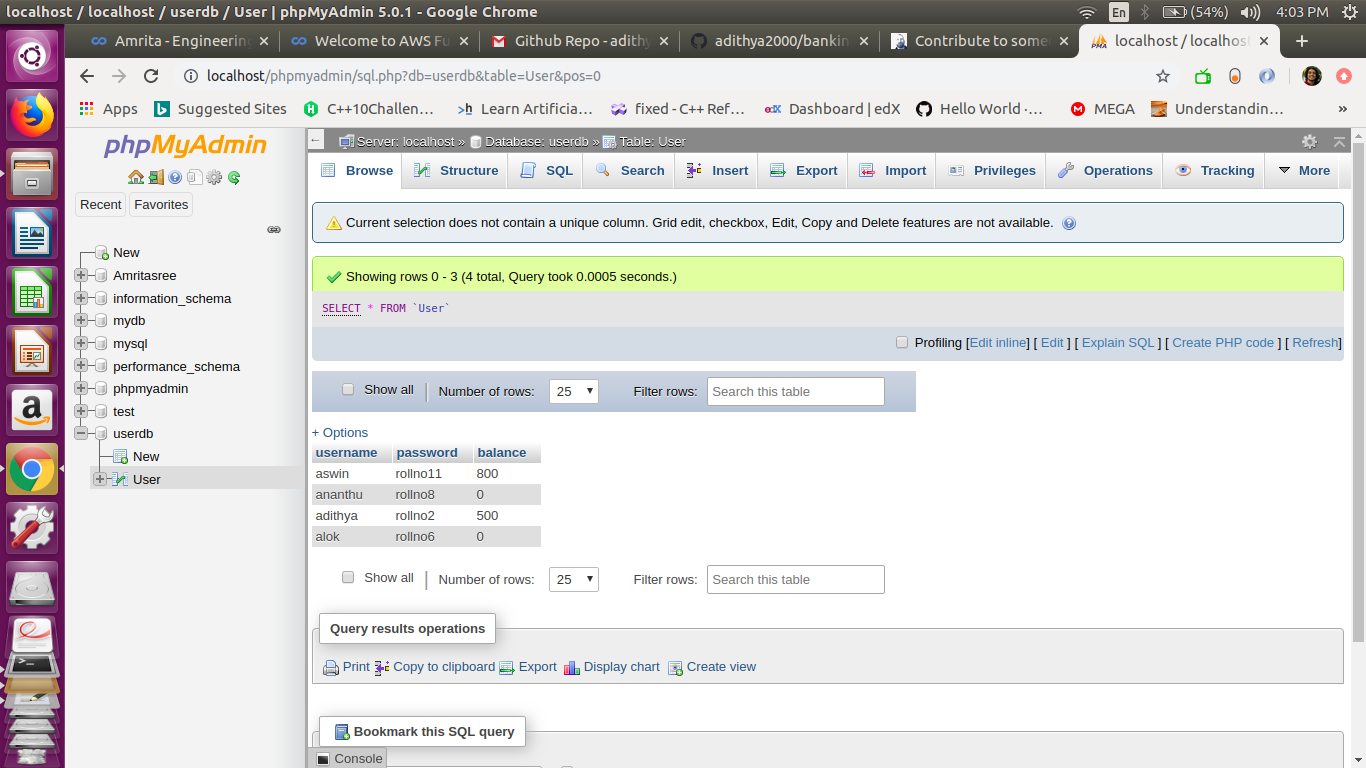 localhost / localhost / userdb / User | phpMyAdmin 5.0.1 - Google Chrome
En (54%) 4:03 PM
Amrita - Engineerin
Welcome to AWS Fu
Github Repo - adith
adithya2000/bankin
Contribute to some
localhost / localhos
localhost/phpmyadmin/sql.php?db=userdb&table=User&pos=0
Apps Suggested Sites C++10Challen… Learn Artificia… fixed - C++ Ref… Dashboard | edX Hello World ·… MEGA Understandin… »
phpMyAdmin
Recent Favorites
New
Amritasree
information_schema
mydb
mysql
performance_schema
phpmyadmin
test
userdb
New
User
Server: localhost » Database: userdb » Table: User
Browse Structure SQL Search Insert Export Import Privileges Operations Tracking More
Current selection does not contain a unique column. Grid edit, checkbox, Edit, Copy and Delete features are not available.
Showing rows 0 - 3 (4 total, Query took 0.0005 seconds.)
SELECT * FROM `User`
Profiling [Edit inline] [ Edit ] [ Explain SQL ] [ Create PHP code ] [ Refresh]
Show all | Number of rows: 25 Filter rows: Search this table
+ Options
username password balance
aswin rollno11 800
ananthu rollno8 0
adithya rollno2 500
alok rollno6 0
Show all | Number of rows: 25 Filter rows: Search this table
Query results operations
Print Copy to clipboard Export Display chart Create view
Bookmark this SQL query
Console